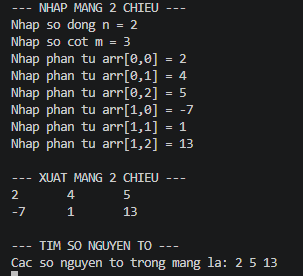 --- NHAP MANG 2 CHIEU ---
Nhap so dong n = 2
Nhap so cot m = 3
Nhap phan tu arr[0,0] = 2
Nhap phan tu arr[0,1] = 4
Nhap phan tu arr[0,2] = 5
Nhap phan tu arr[1,0] = -7
Nhap phan tu arr[1,1] = 1
Nhap phan tu arr[1,2] = 13
--- XUAT MANG 2 CHIEU ---
2 4 5
-7 1 13
--- TIM SO NGUYEN TO ---
Cac so nguyen to trong mang la: 2 5 13